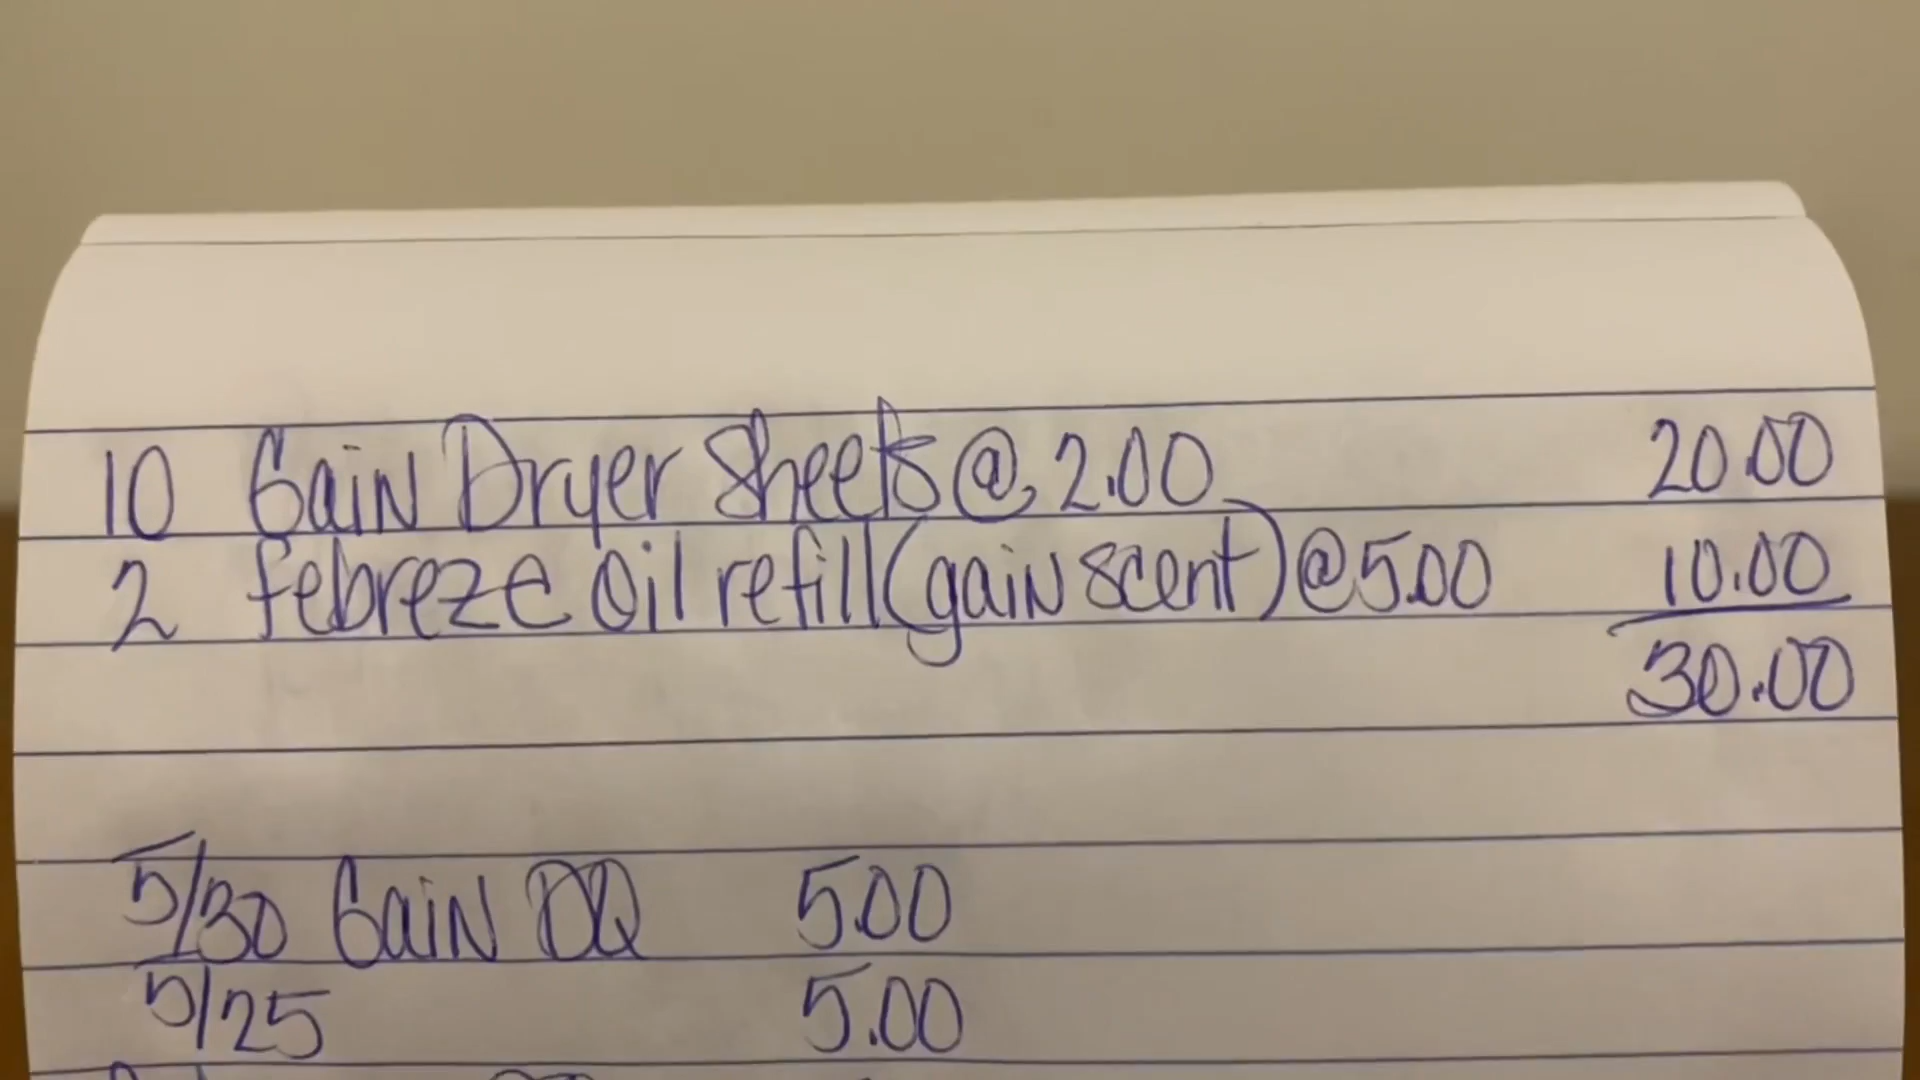 10 Gain Dryer Sheets @ 2.00 20.00
2 febreze oil refill (gain scent) @ 5.00 10.00
30.00
5/30 Gain DQ 5.00
5/25 5.00